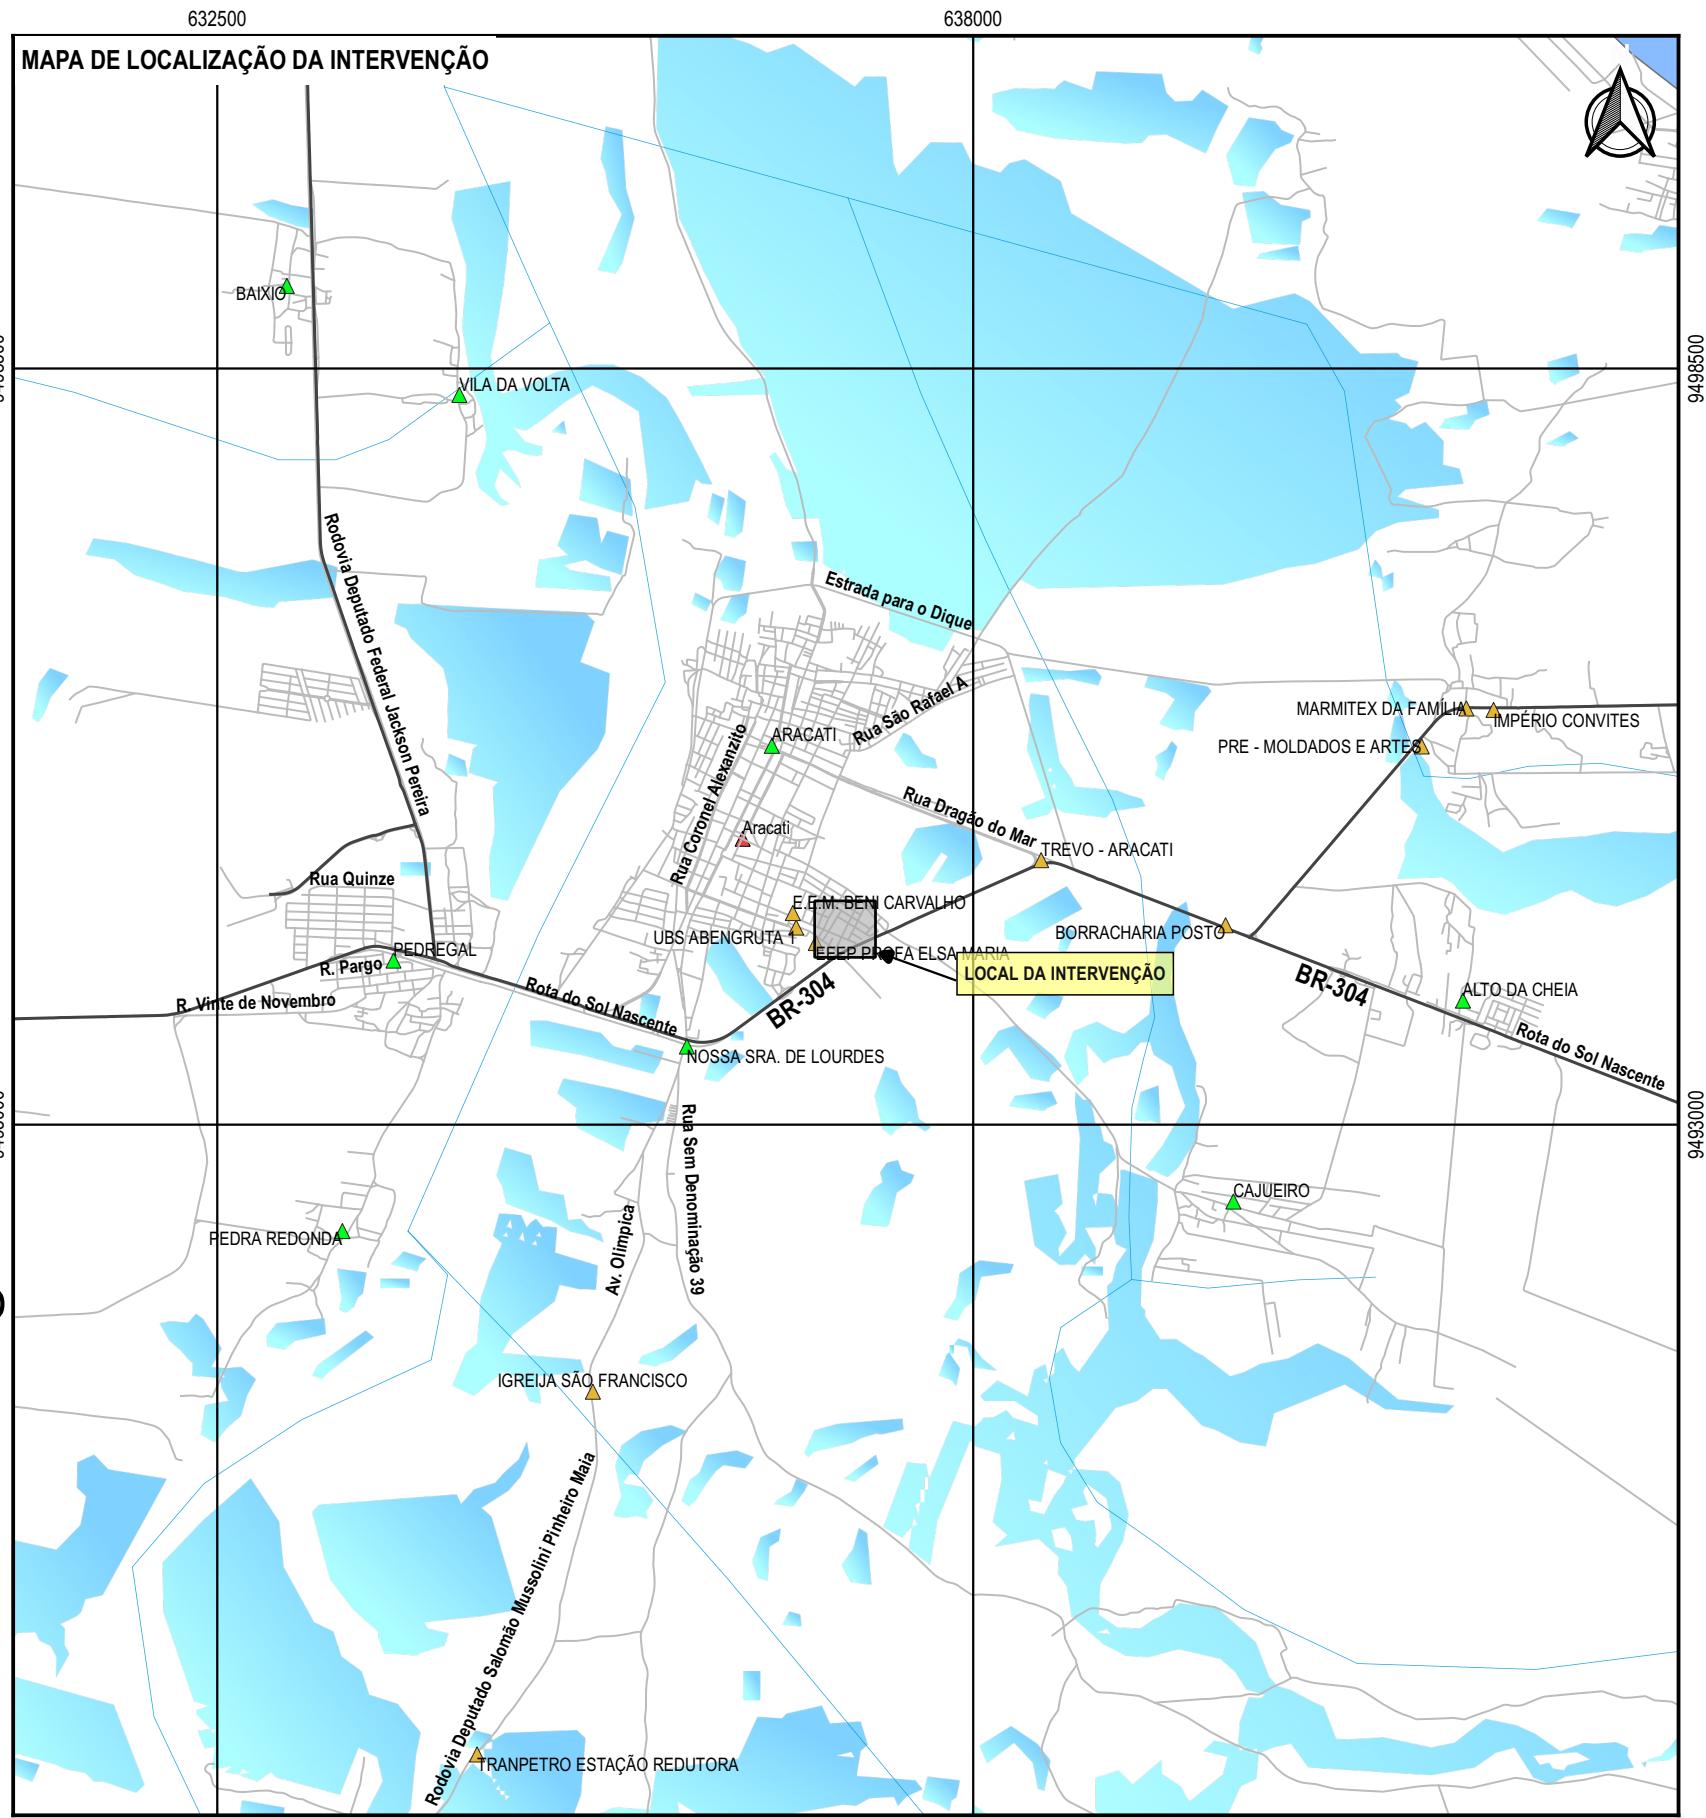 632500
638000
MAPA DE LOCALIZAÇÃO DA INTERVENÇÃO
BAIXIO
9498500
VILA DA VOLTA
Rodovia Deputado Federal Jackson Pereira
Estrada para o Dique
Rua São Rafael A
MARMITEX DA FAMÍLIA
IMPÉRIO CONVITES
ARACATI
PRE - MOLDADOS E ARTES
Rua Coronel Alexanzito
Rua Dragão do Mar
Aracati
TREVO - ARACATI
Rua Quinze
E.E.M. BENI CARVALHO
UBS ABENGRUTA 1
BORRACHARIA POSTO
PEDREGAL
EEEP PROFA ELSA MARIA
R. Pargo
LOCAL DA INTERVENÇÃO
BR-304
BR-304
ALTO DA CHEIA
R. Vinte de Novembro
Rota do Sol Nascente
Rota do Sol Nascente
NOSSA SRA. DE LOURDES
9493000
Rua Sem Denominação 39
CAJUEIRO
PEDRA REDONDA
Av. Olimpica
IGREIJA SÃO FRANCISCO
Rodovia Deputado Salomão Mussolini Pinheiro Maia
TRANPETRO ESTAÇÃO REDUTORA